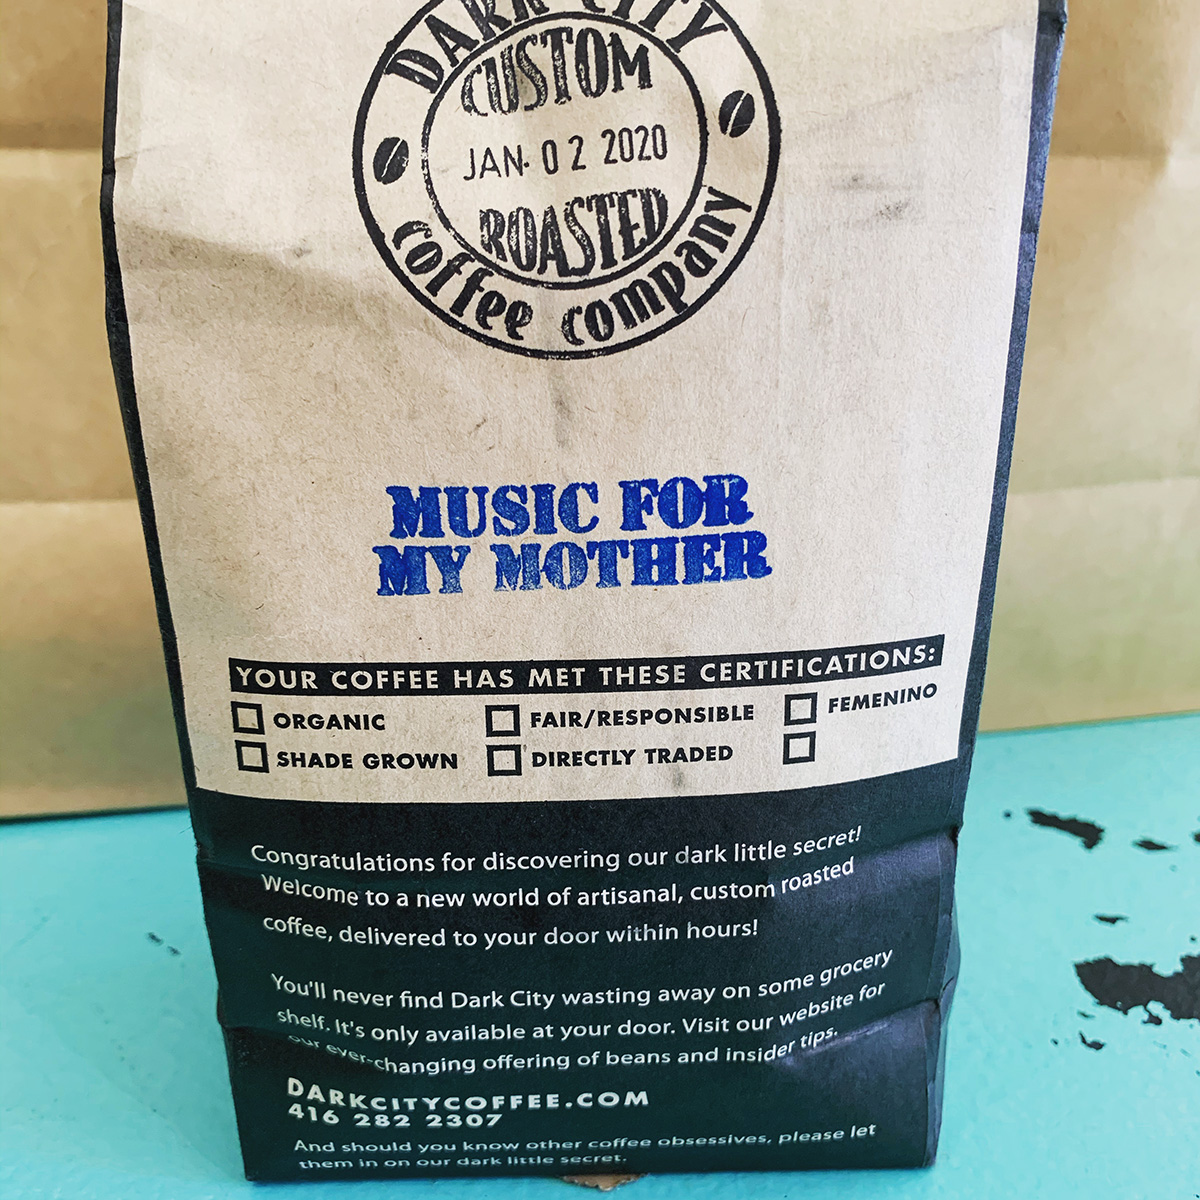 DARK CITY
CUSTOM
JAN. 02 2020
ROASTED
coffee company
MUSIC FOR
MY MOTHER
YOUR COFFEE HAS MET THESE CERTIFICATIONS:
ORGANIC FAIR/RESPONSIBLE FEMENINO
SHADE GROWN DIRECTLY TRADED
Congratulations for discovering our dark little secret!
Welcome to a new world of artisanal, custom roasted
coffee, delivered to your door within hours!
You'll never find Dark City wasting away on some grocery
shelf. It's only available at your door. Visit our website for
our ever-changing offering of beans and insider tips.
DARKCITYCOFFEE.COM
416 282 2307
And should you know other coffee obsessives, please let
them in on our dark little secret.